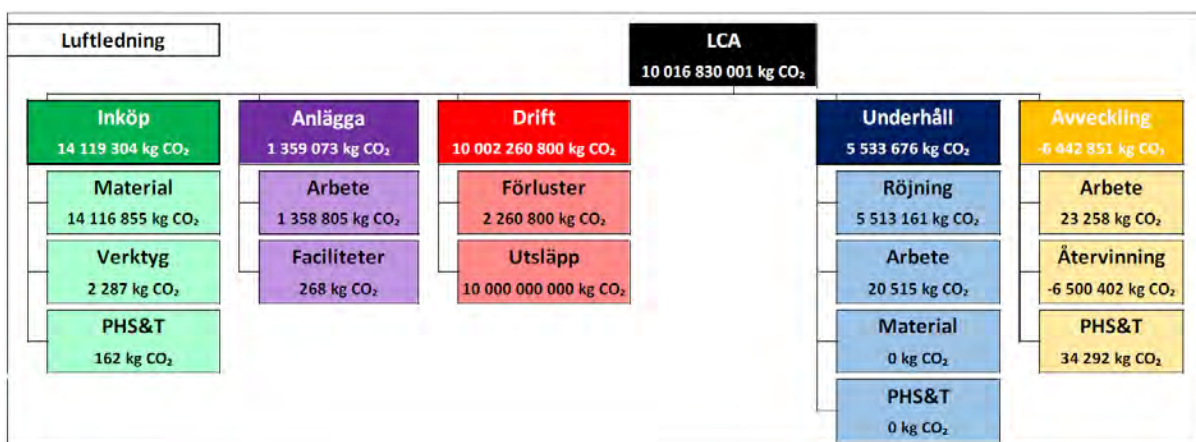 Luftledning
LCA
10 016 830 001 kg CO₂
Inköp
14 119 304 kg CO₂
Material
14 116 855 kg CO₂
Verktyg
2 287 kg CO₂
PHS&T
162 kg CO₂
Anlägga
1 359 073 kg CO₂
Arbete
1 358 805 kg CO₂
Faciliteter
268 kg CO₂
Drift
10 002 260 800 kg CO₂
Förluster
2 260 800 kg CO₂
Utsläpp
10 000 000 000 kg CO₂
Underhåll
5 533 676 kg CO₂
Röjning
5 513 161 kg CO₂
Arbete
20 515 kg CO₂
Material
0 kg CO₂
PHS&T
0 kg CO₂
Avveckling
-6 442 851 kg CO₂
Arbete
23 258 kg CO₂
Återvinning
-6 500 402 kg CO₂
PHS&T
34 292 kg CO₂